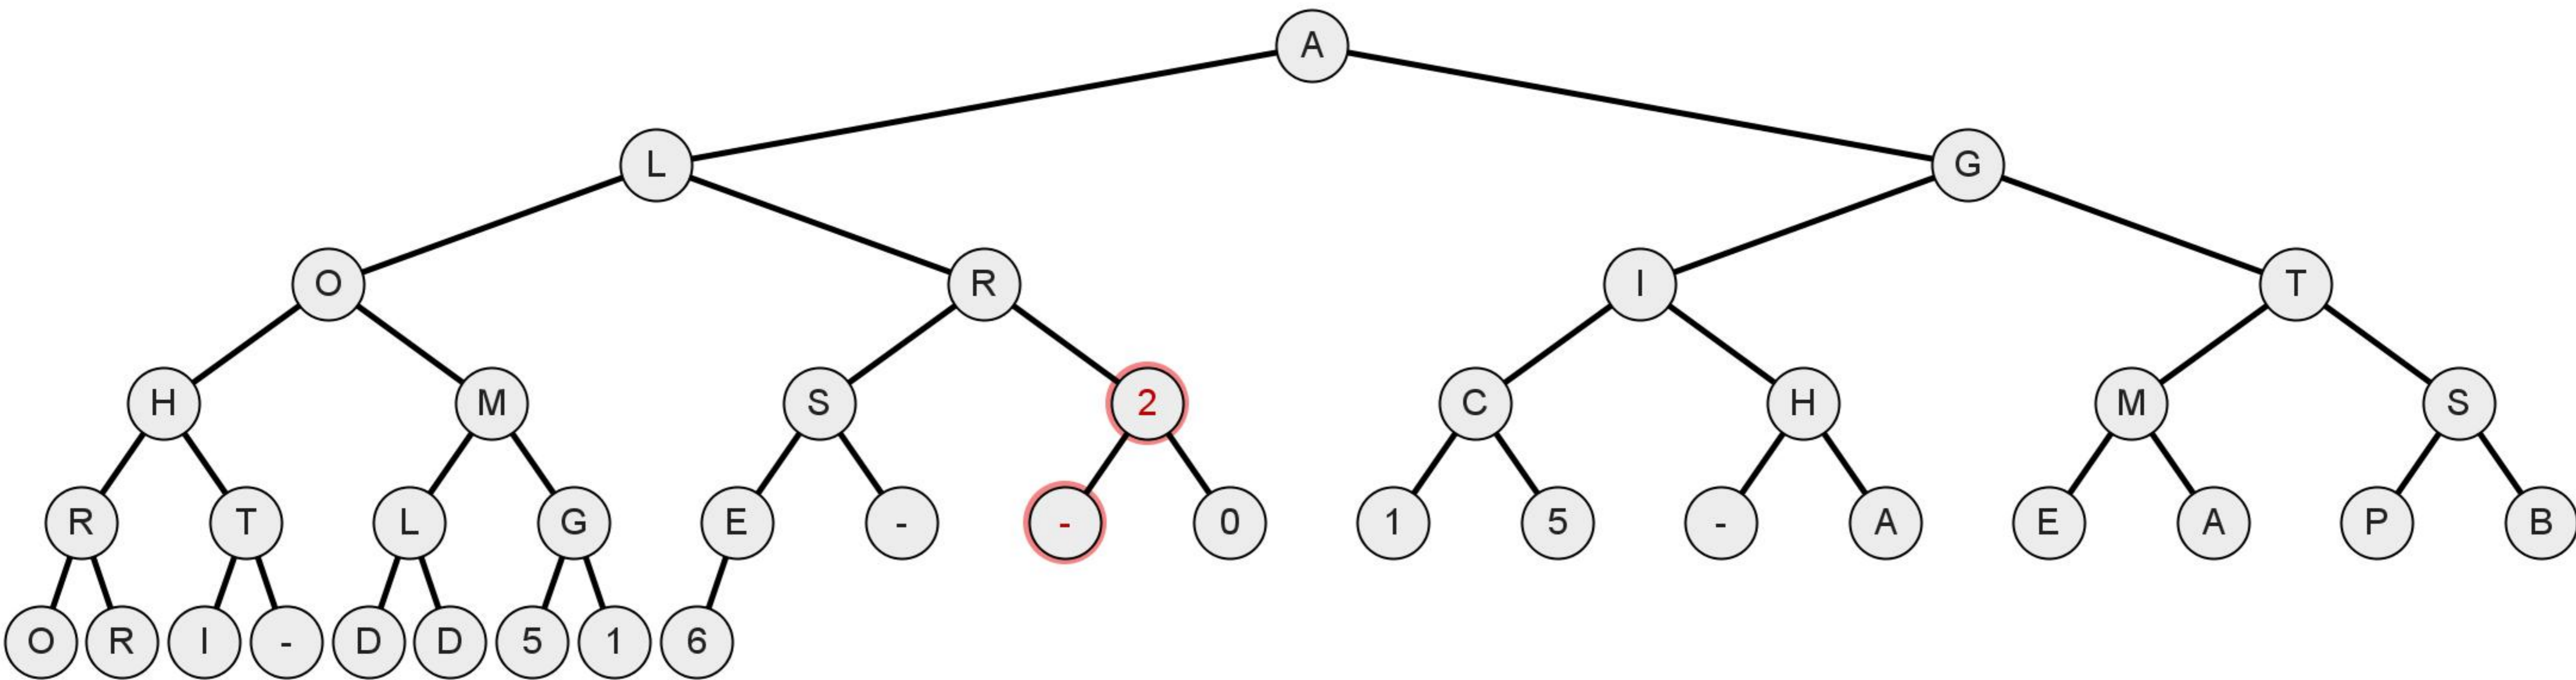 A
L G
O R I T
H M S 2 C H M S
R T L G E - - 0 1 5 - A E A P B
O R I - D D 5 1 6